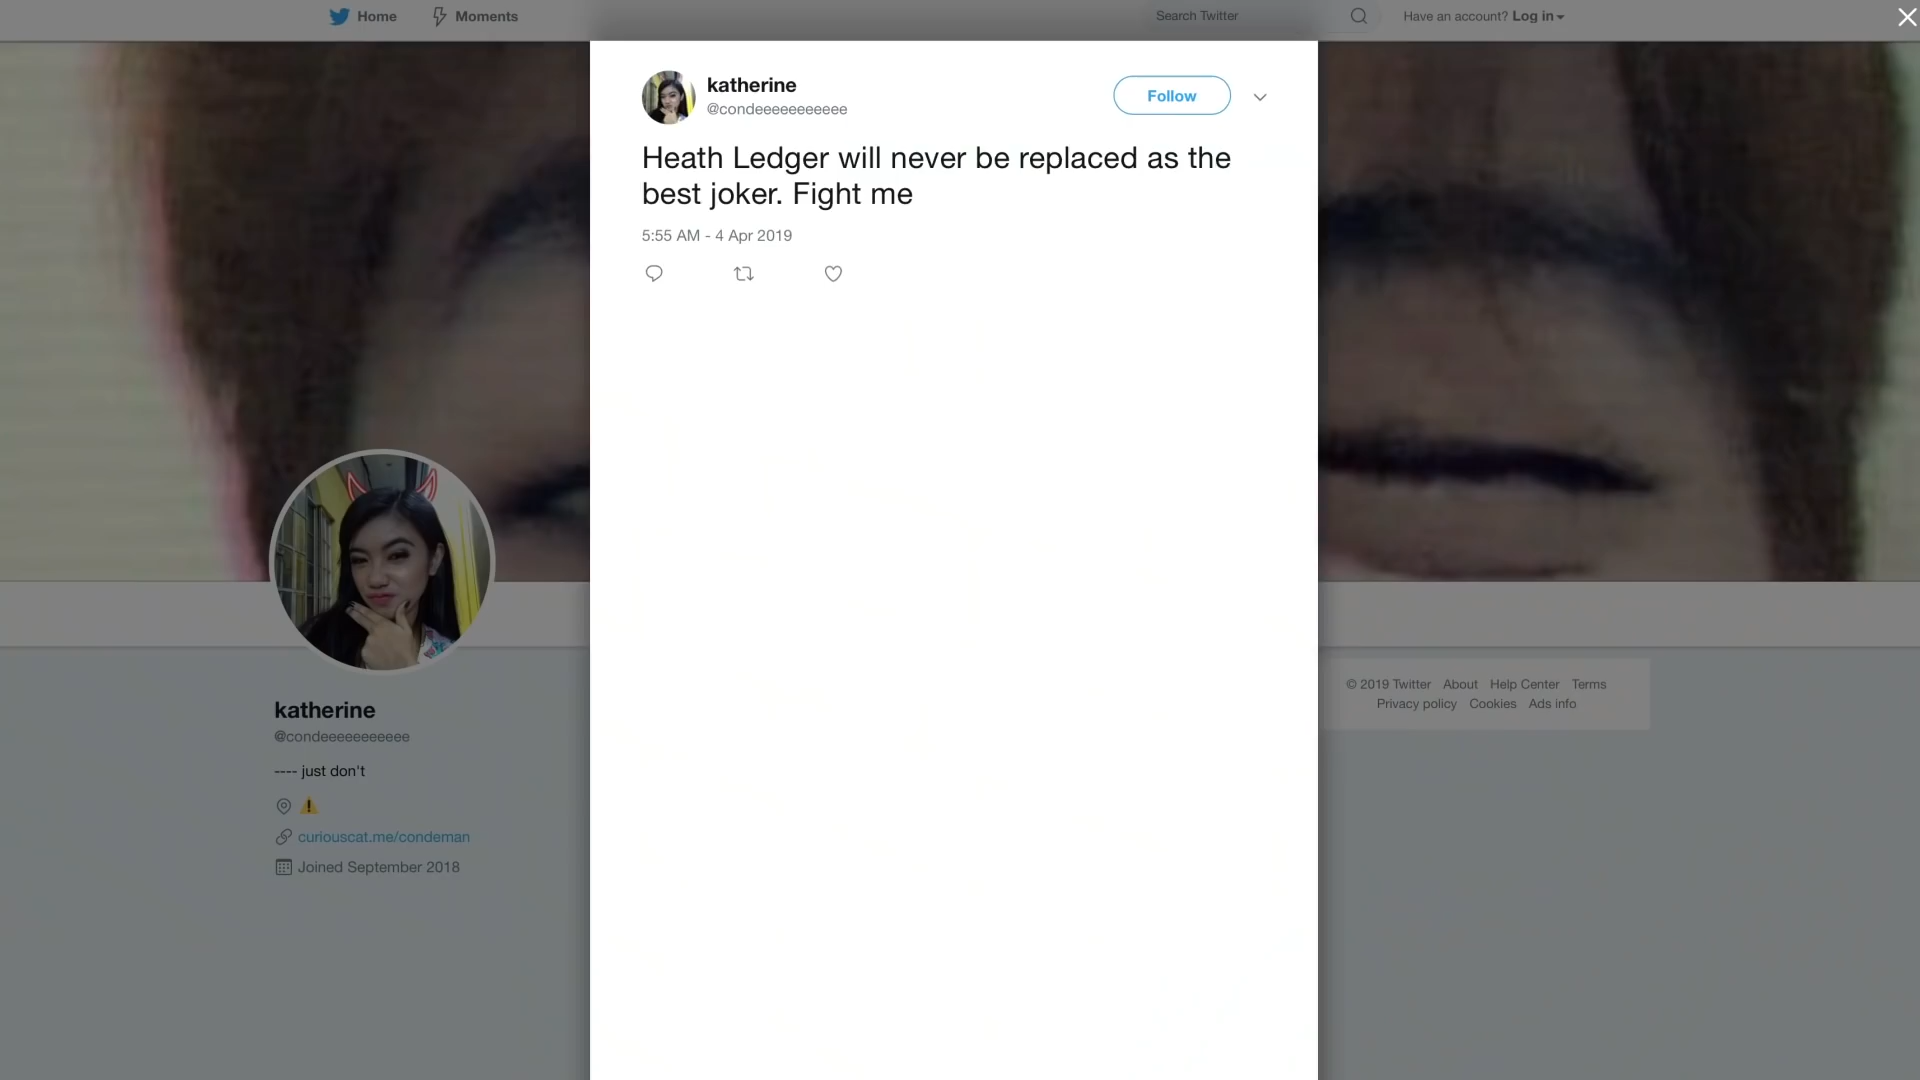 Home
Moments
Search Twitter
Have an account? Log in
katherine
@condeeeeeeeeeee
Follow
Heath Ledger will never be replaced as the
best joker. Fight me
5:55 AM - 4 Apr 2019
katherine
@condeeeeeeeeeee
---- just don't
curiouscat.me/condeman
Joined September 2018
© 2019 Twitter About Help Center Terms
Privacy policy Cookies Ads info